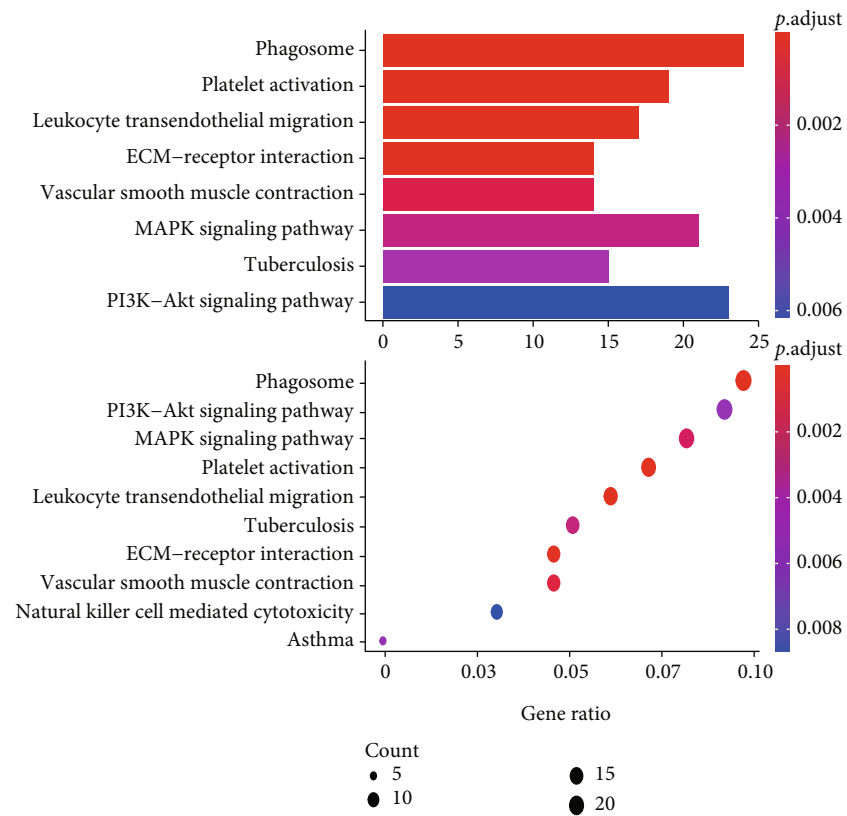 p.adjust
Phagosome
Platelet activation
Leukocyte transendothelial migration
ECM−receptor interaction
Vascular smooth muscle contraction
MAPK signaling pathway
Tuberculosis
PI3K−Akt signaling pathway
0.002
0.004
0.006
0 5 10 15 20 25
p.adjust
Phagosome
PI3K−Akt signaling pathway
MAPK signaling pathway
Platelet activation
Leukocyte transendothelial migration
Tuberculosis
ECM−receptor interaction
Vascular smooth muscle contraction
Natural killer cell mediated cytotoxicity
Asthma
0.002
0.004
0.006
0.008
0 0.03 0.05 0.07 0.10
Gene ratio
Count
5 15
10 20